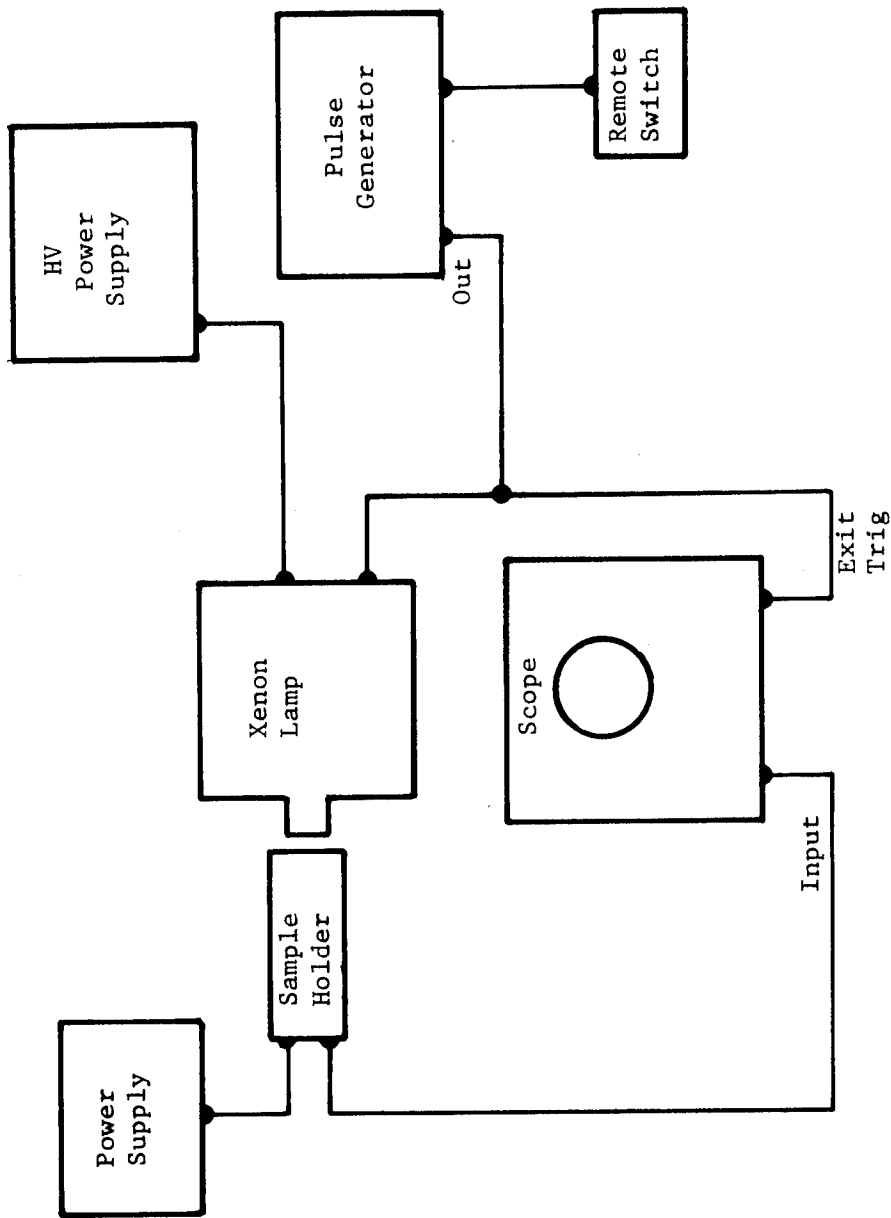 HV
Power
Supply
Pulse
Generator
Remote
Switch
Out
Xenon
Lamp
Exit
Trig
Scope
Input
Sample
Holder
Power
Supply